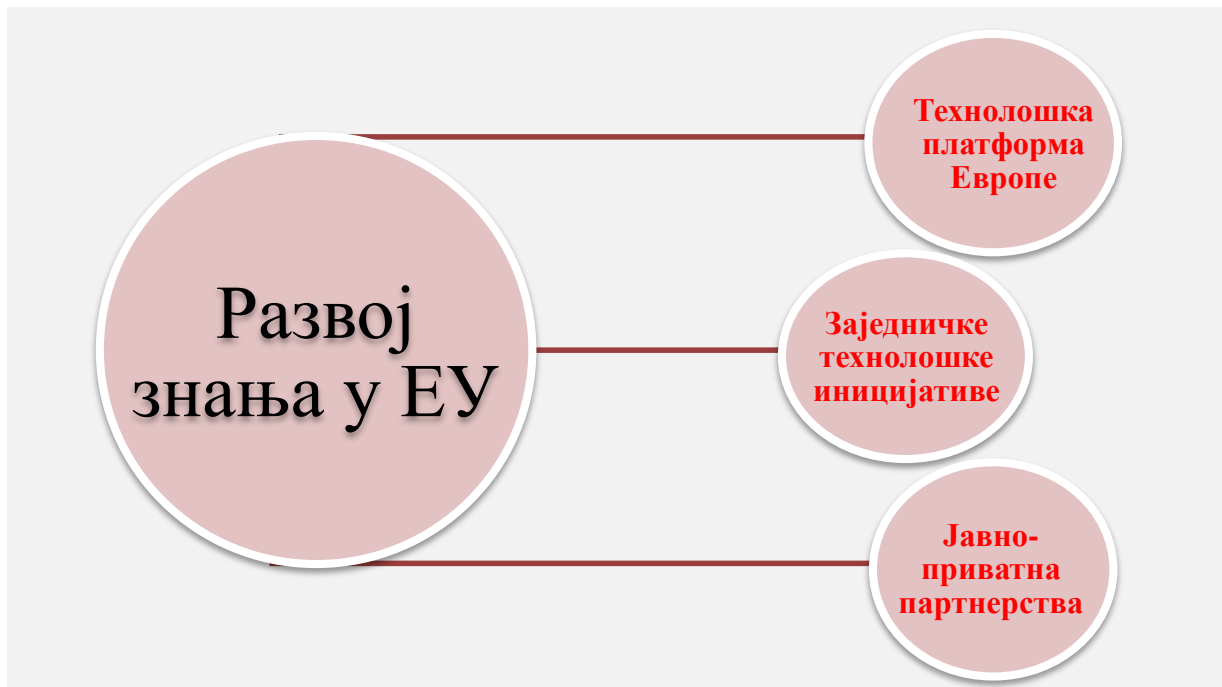 Развој
знања у ЕУ
Технолошка
платформа
Европе
Заједничке
технолошке
иницијативе
Јавно-
приватна
партнерства